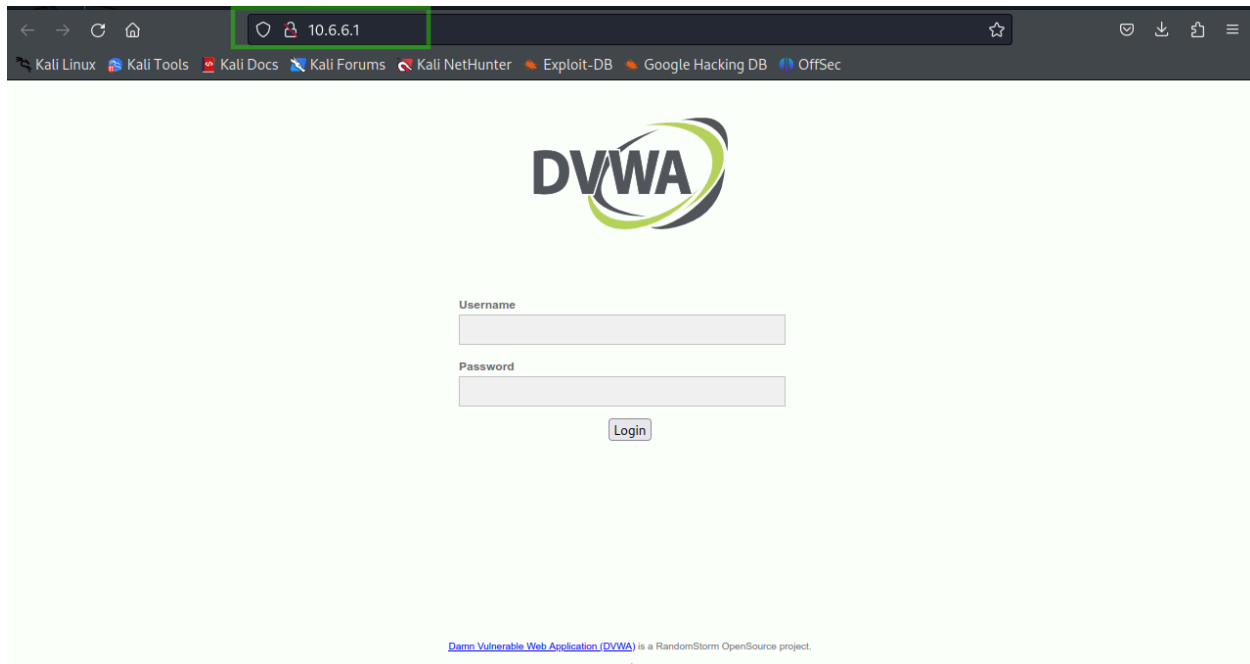 10.6.6.1
Kali Linux Kali Tools Kali Docs Kali Forums Kali NetHunter Exploit-DB Google Hacking DB OffSec
DVWA
Username
Password
Login
Damn Vulnerable Web Application (DVWA) is a RandomStorm OpenSource project.